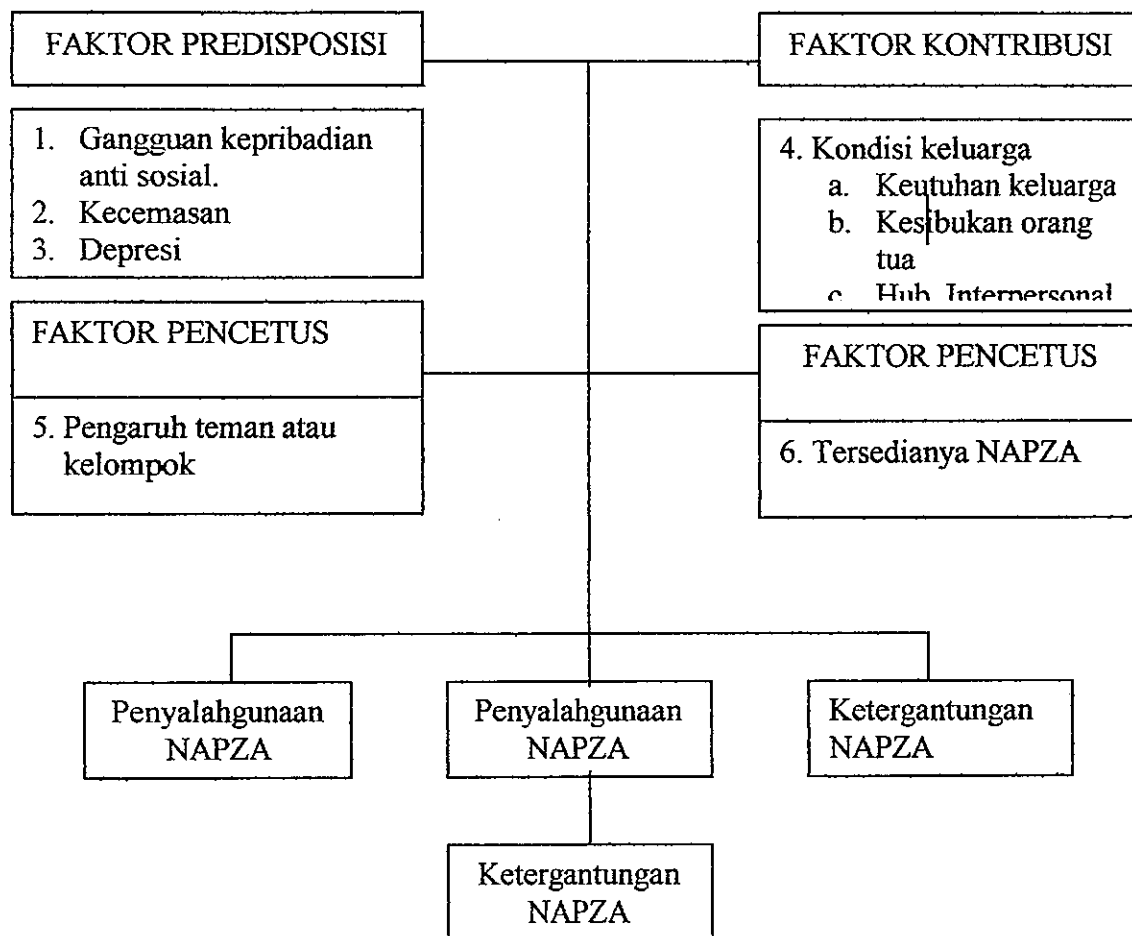 FAKTOR PREDISPOSISI
1. Gangguan kepribadian
anti sosial.
2. Kecemasan
3. Depresi
FAKTOR KONTRIBUSI
4. Kondisi keluarga
a. Keutuhan keluarga
b. Kesibukan orang
tua
c. Hub. Interpersonal
FAKTOR PENCETUS
5. Pengaruh teman atau
kelompok
FAKTOR PENCETUS
6. Tersedianya NAPZA
Penyalahgunaan
NAPZA
Penyalahgunaan
NAPZA
Ketergantungan
NAPZA
Ketergantungan
NAPZA